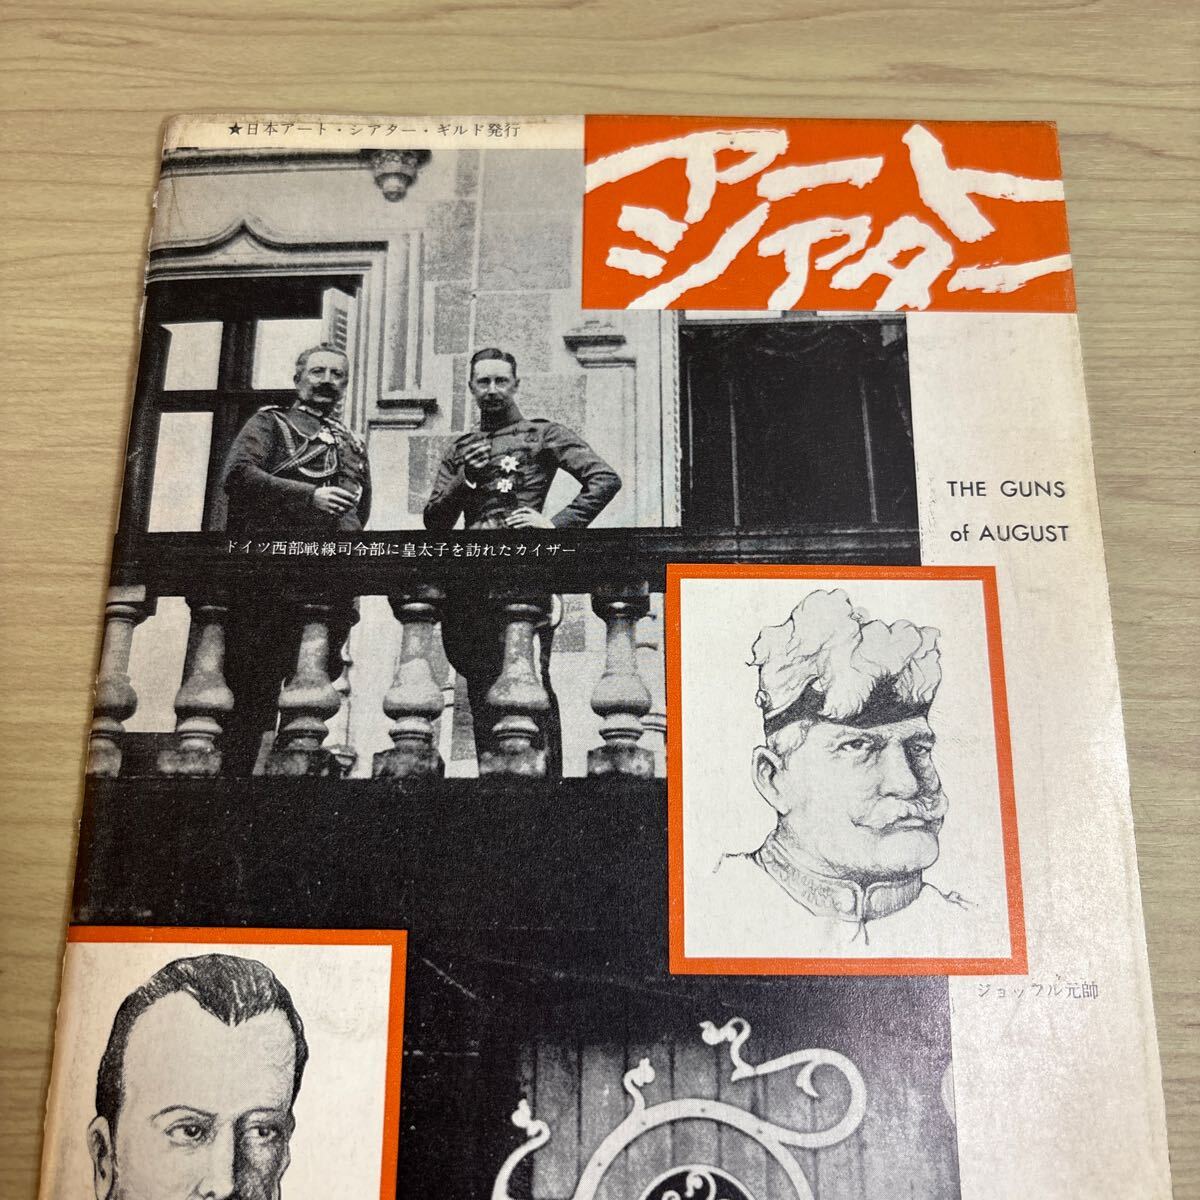 ★日本アート・シアター・ギルド発行
アート
シアター
THE GUNS
of AUGUST
ドイツ西部戦線司令部に皇太子を訪れたカイザー
ジョッフル元帥